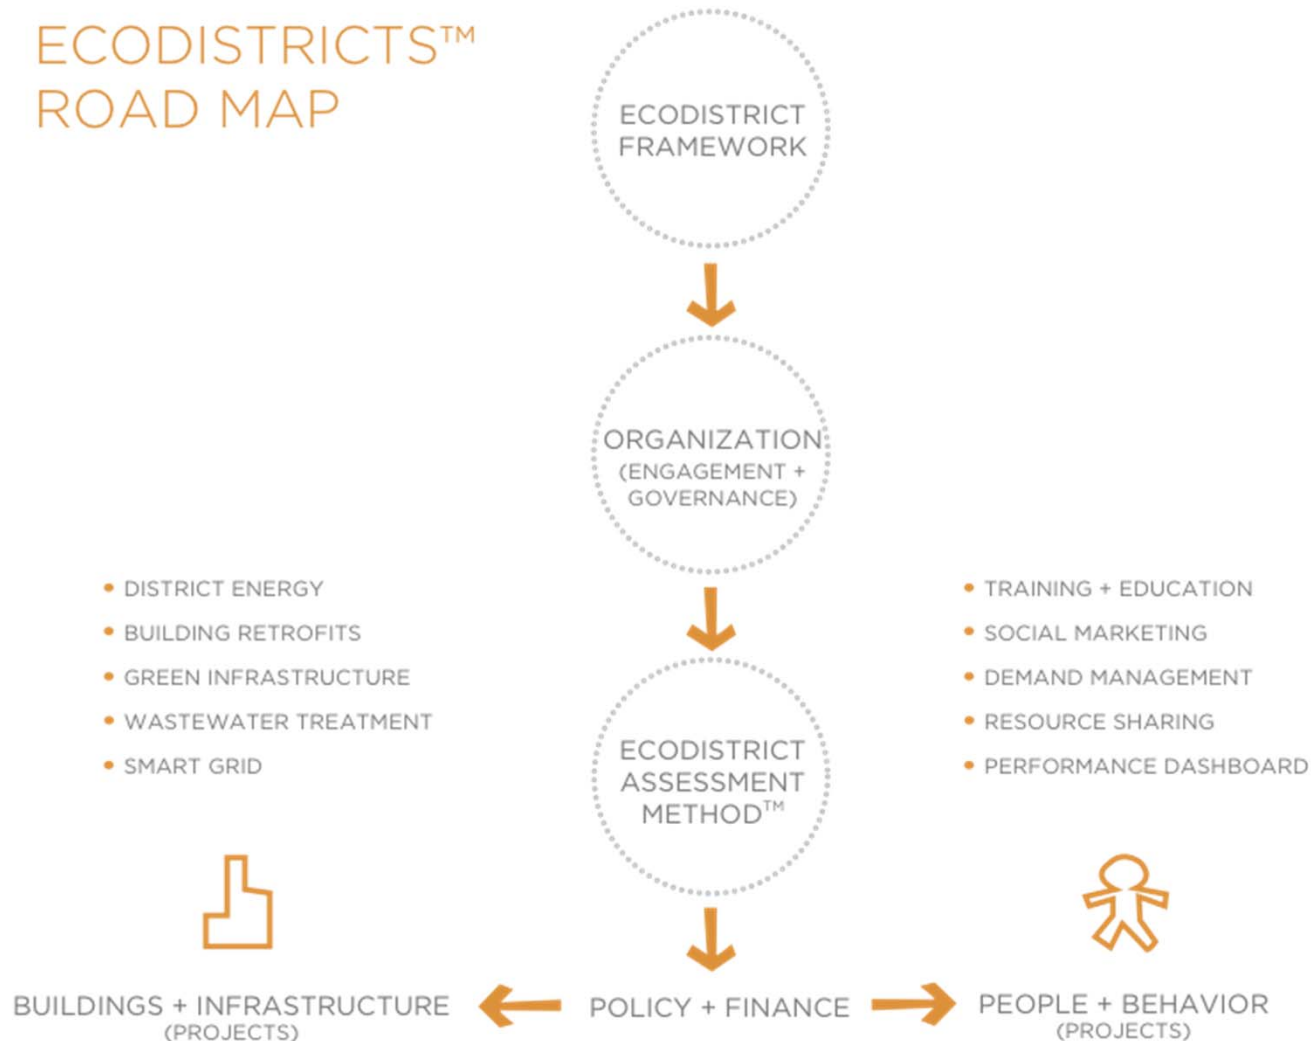 ECODISTRICTS™
ROAD MAP
ECODISTRICT
FRAMEWORK
ORGANIZATION
(ENGAGEMENT +
GOVERNANCE)
• DISTRICT ENERGY
• BUILDING RETROFITS
• GREEN INFRASTRUCTURE
• WASTEWATER TREATMENT
• SMART GRID
ECODISTRICT
ASSESSMENT
METHOD™
• TRAINING + EDUCATION
• SOCIAL MARKETING
• DEMAND MANAGEMENT
• RESOURCE SHARING
• PERFORMANCE DASHBOARD
BUILDINGS + INFRASTRUCTURE
(PROJECTS)
POLICY + FINANCE
PEOPLE + BEHAVIOR
(PROJECTS)